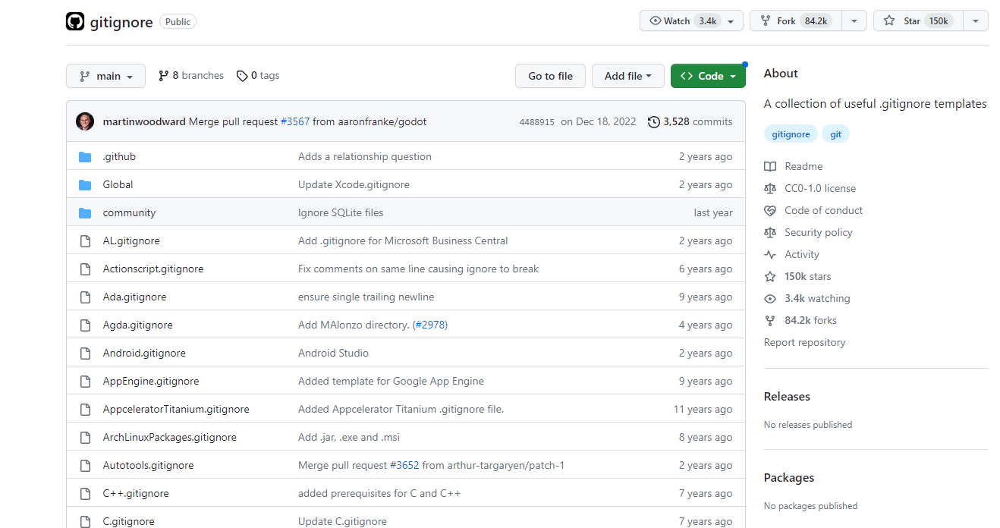 gitignore Public Watch 3.4k Fork 84.2k Star 150k
main 8 branches 0 tags Go to file Add file <> Code
martinwoodward Merge pull request #3567 from aaronfranke/godot 4488915 on Dec 18, 2022 3,528 commits
.github Adds a relationship question 2 years ago
Global Update Xcode.gitignore 2 years ago
community Ignore SQLite files last year
AL.gitignore Add .gitignore for Microsoft Business Central 2 years ago
Actionscript.gitignore Fix comments on same line causing ignore to break 6 years ago
Ada.gitignore ensure single trailing newline 9 years ago
Agda.gitignore Add MAlonzo directory. (#2978) 4 years ago
Android.gitignore Android Studio 2 years ago
AppEngine.gitignore Added template for Google App Engine 9 years ago
AppceleratorTitanium.gitignore Added Appcelerator Titanium .gitignore file. 11 years ago
ArchLinuxPackages.gitignore Add .jar, .exe and .msi 8 years ago
Autotools.gitignore Merge pull request #3652 from arthur-targaryen/patch-1 2 years ago
C++.gitignore added prerequisites for C and C++ 7 years ago
C.gitignore Update C.gitignore 7 years ago
About
A collection of useful .gitignore templates
gitignore git
Readme
CC0-1.0 license
Code of conduct
Security policy
Activity
150k stars
3.4k watching
84.2k forks
Report repository
Releases
No releases published
Packages
No packages published